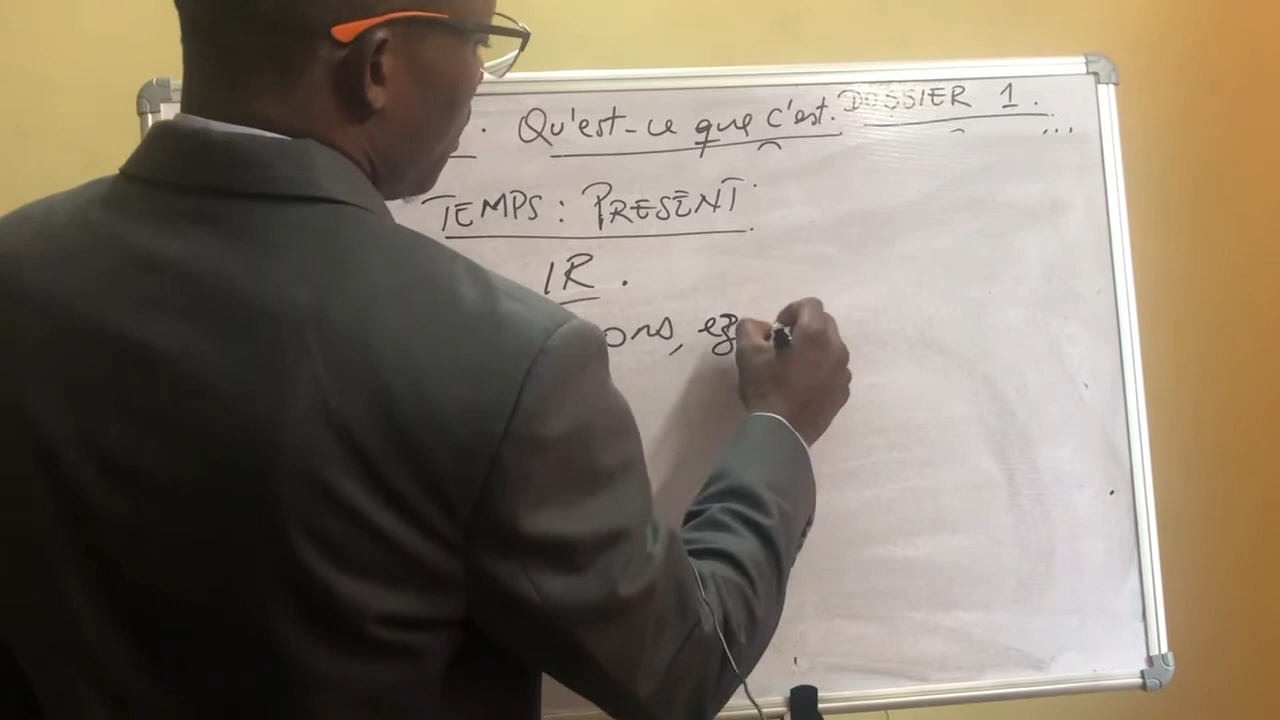 Qu'est-ce que c'est. DOSSIER 1.
TEMPS : PRESENT.
IR.
ons, ez